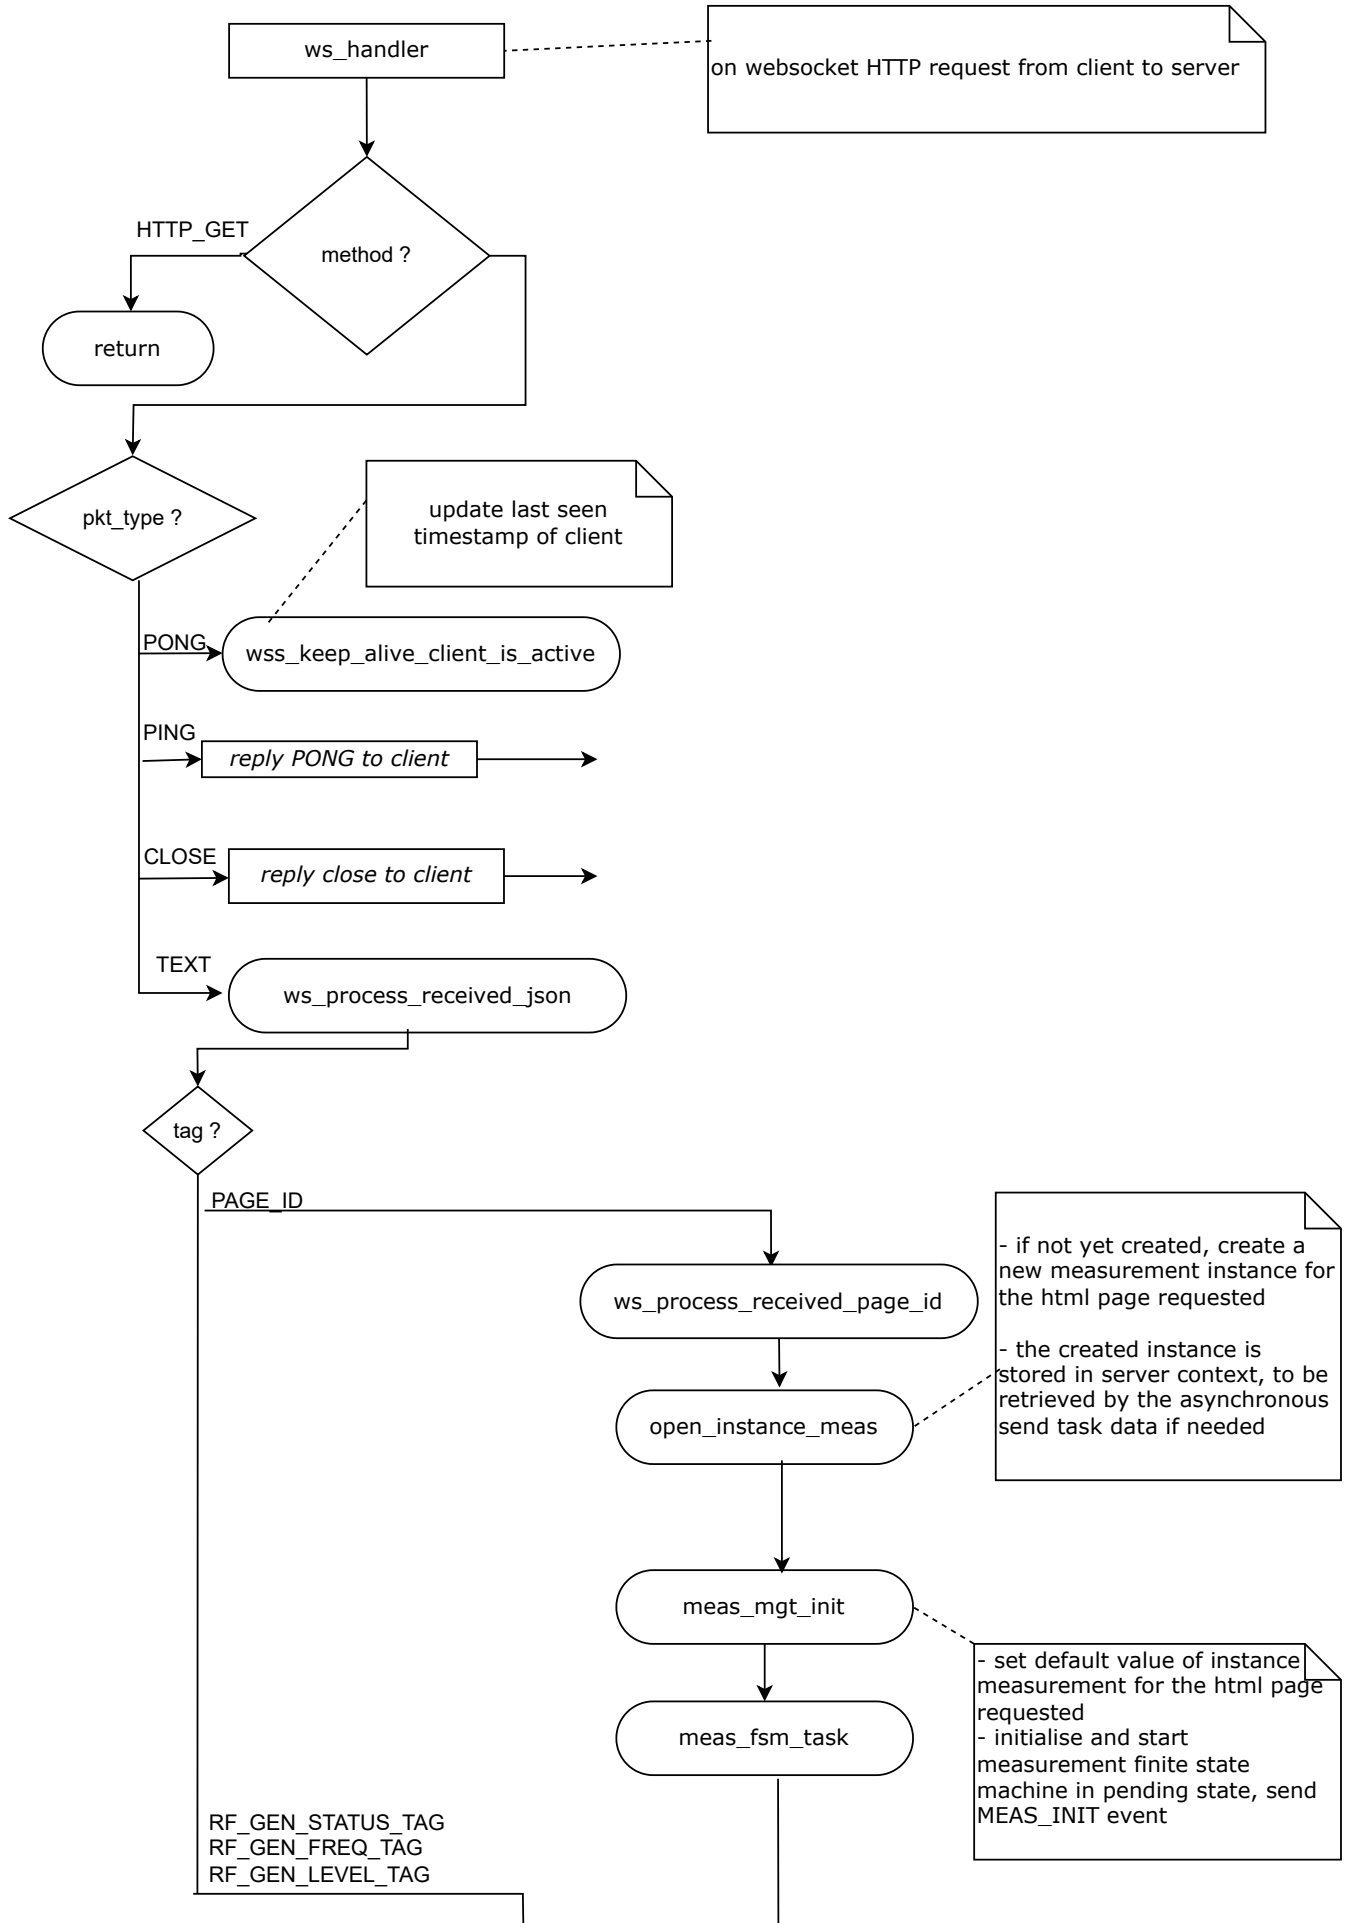 ws_handler
on websocket HTTP request from client to server
HTTP_GET
method ?
return
pkt_type ?
update last seen
timestamp of client
PONG
wss_keep_alive_client_is_active
PING
reply PONG to client
CLOSE
reply close to client
TEXT
ws_process_received_json
tag ?
PAGE_ID
- if not yet created, create a
new measurement instance for
the html page requested
- the created instance is
stored in server context, to be
retrieved by the asynchronous
send task data if needed
ws_process_received_page_id
open_instance_meas
meas_mgt_init
- set default value of instance
measurement for the html page
requested
- initialise and start
measurement finite state
machine in pending state, send
MEAS_INIT event
meas_fsm_task
RF_GEN_STATUS_TAG
RF_GEN_FREQ_TAG
RF_GEN_LEVEL_TAG